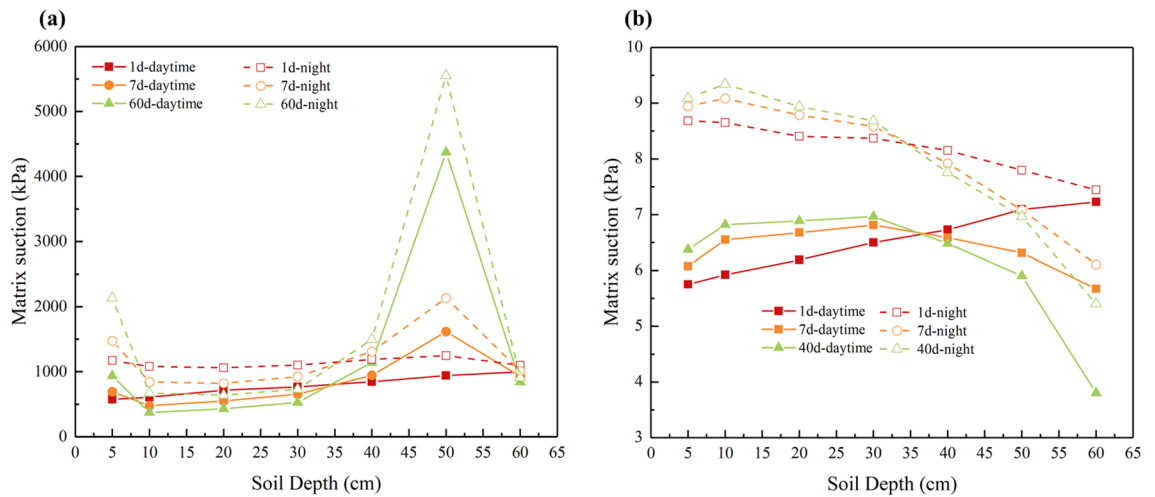 (a)
Matrix suction (kPa)
6000
5000
4000
3000
2000
1000
0
1d-daytime 1d-night
7d-daytime 7d-night
60d-daytime 60d-night
0 5 10 15 20 25 30 35 40 45 50 55 60 65
Soil Depth (cm)
(b)
Matrix suction (kPa)
10
9
8
7
6
5
4
3
1d-daytime 1d-night
7d-daytime 7d-night
40d-daytime 40d-night
0 5 10 15 20 25 30 35 40 45 50 55 60 65
Soil Depth (cm)